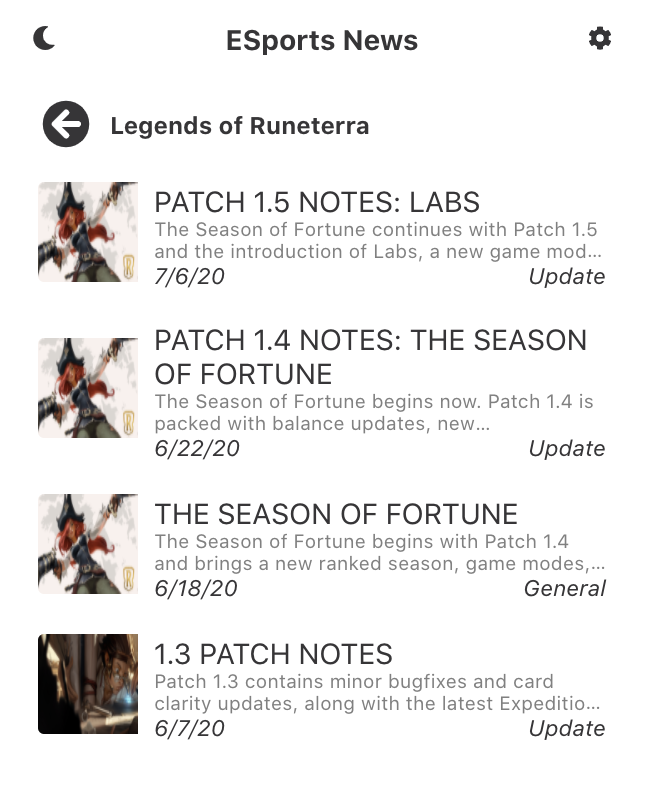 ESports News
Legends of Runeterra
PATCH 1.5 NOTES: LABS
The Season of Fortune continues with Patch 1.5
and the introduction of Labs, a new game mod...
7/6/20 Update
PATCH 1.4 NOTES: THE SEASON
OF FORTUNE
The Season of Fortune begins now. Patch 1.4 is
packed with balance updates, new...
6/22/20 Update
THE SEASON OF FORTUNE
The Season of Fortune begins with Patch 1.4
and brings a new ranked season, game modes,...
6/18/20 General
1.3 PATCH NOTES
Patch 1.3 contains minor bugfixes and card
clarity updates, along with the latest Expeditio...
6/7/20 Update